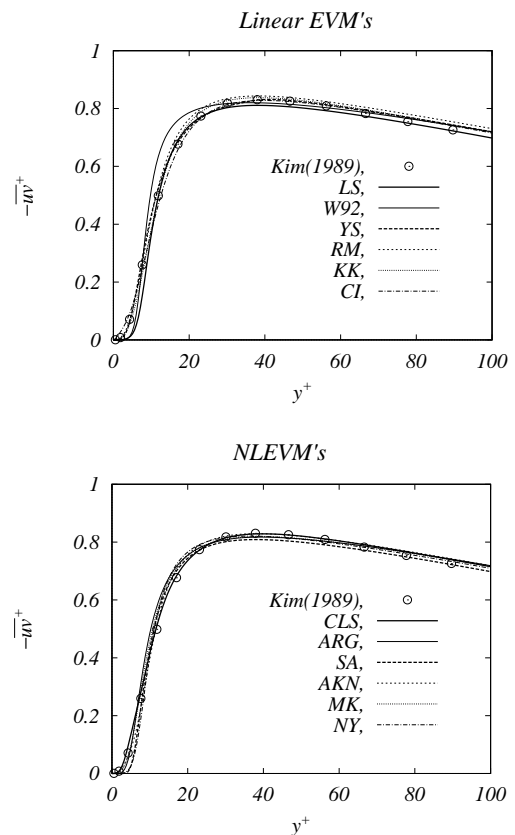 Linear EVM's
1
0.8
0.6
0.4
0.2
0
−uv+
Kim(1989),
LS,
W92,
YS,
RM,
KK,
CI,
0 20 40 60 80 100
y+
NLEVM's
1
0.8
0.6
0.4
0.2
0
−uv+
Kim(1989),
CLS,
ARG,
SA,
AKN,
MK,
NY,
0 20 40 60 80 100
y+